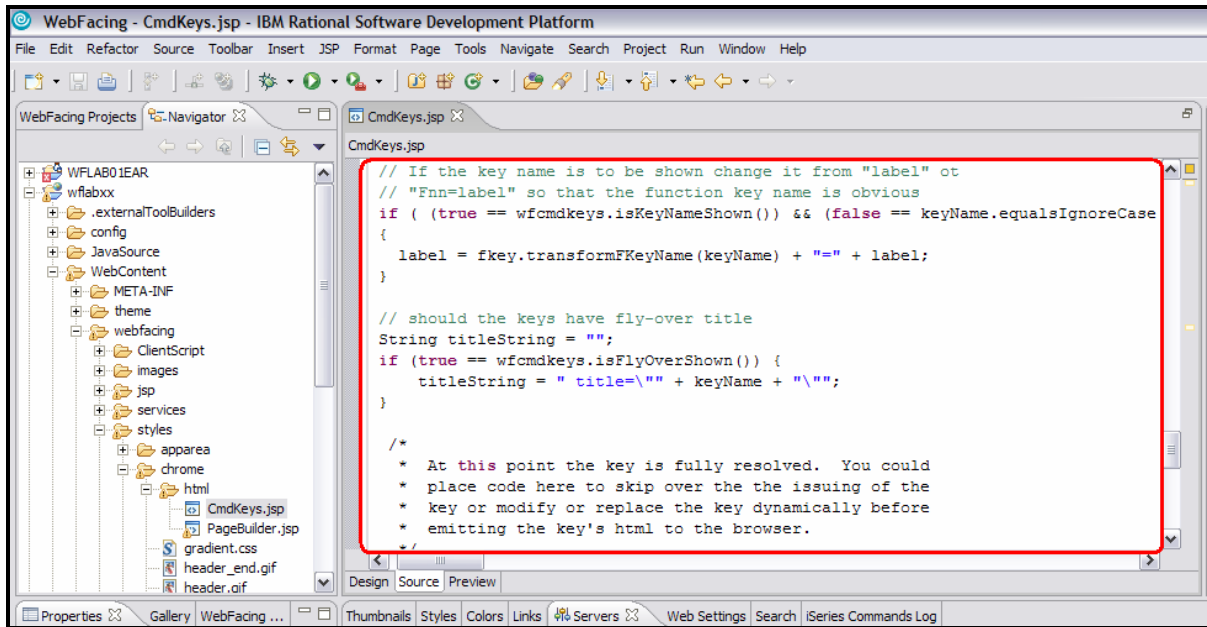 WebFacing - CmdKeys.jsp - IBM Rational Software Development Platform
File Edit Refactor Source Toolbar Insert JSP Format Page Tools Navigate Search Project Run Window Help
WebFacing Projects Navigator
CmdKeys.jsp
CmdKeys.jsp
WFLAB01EAR
wflabxx
.externalToolBuilders
config
JavaSource
WebContent
META-INF
theme
webfacing
ClientScript
images
jsp
services
styles
apparea
chrome
html
CmdKeys.jsp
PageBuilder.jsp
gradient.css
header_end.gif
header.gif
// If the key name is to be shown change it from "label" ot
// "Fnn=label" so that the function key name is obvious
if ( (true == wfcmdkeys.isKeyNameShown()) && (false == keyName.equalsIgnoreCase
{
label = fkey.transformFKeyName(keyName) + "=" + label;
}
// should the keys have fly-over title
String titleString = "";
if (true == wfcmdkeys.isFlyOverShown()) {
titleString = " title=\"" + keyName + "\"";
}
/*
* At this point the key is fully resolved. You could
* place code here to skip over the the issuing of the
* key or modify or replace the key dynamically before
* emitting the key's html to the browser.
*/
Design Source Preview
Properties Gallery WebFacing ...
Thumbnails Styles Colors Links Servers Web Settings Search iSeries Commands Log